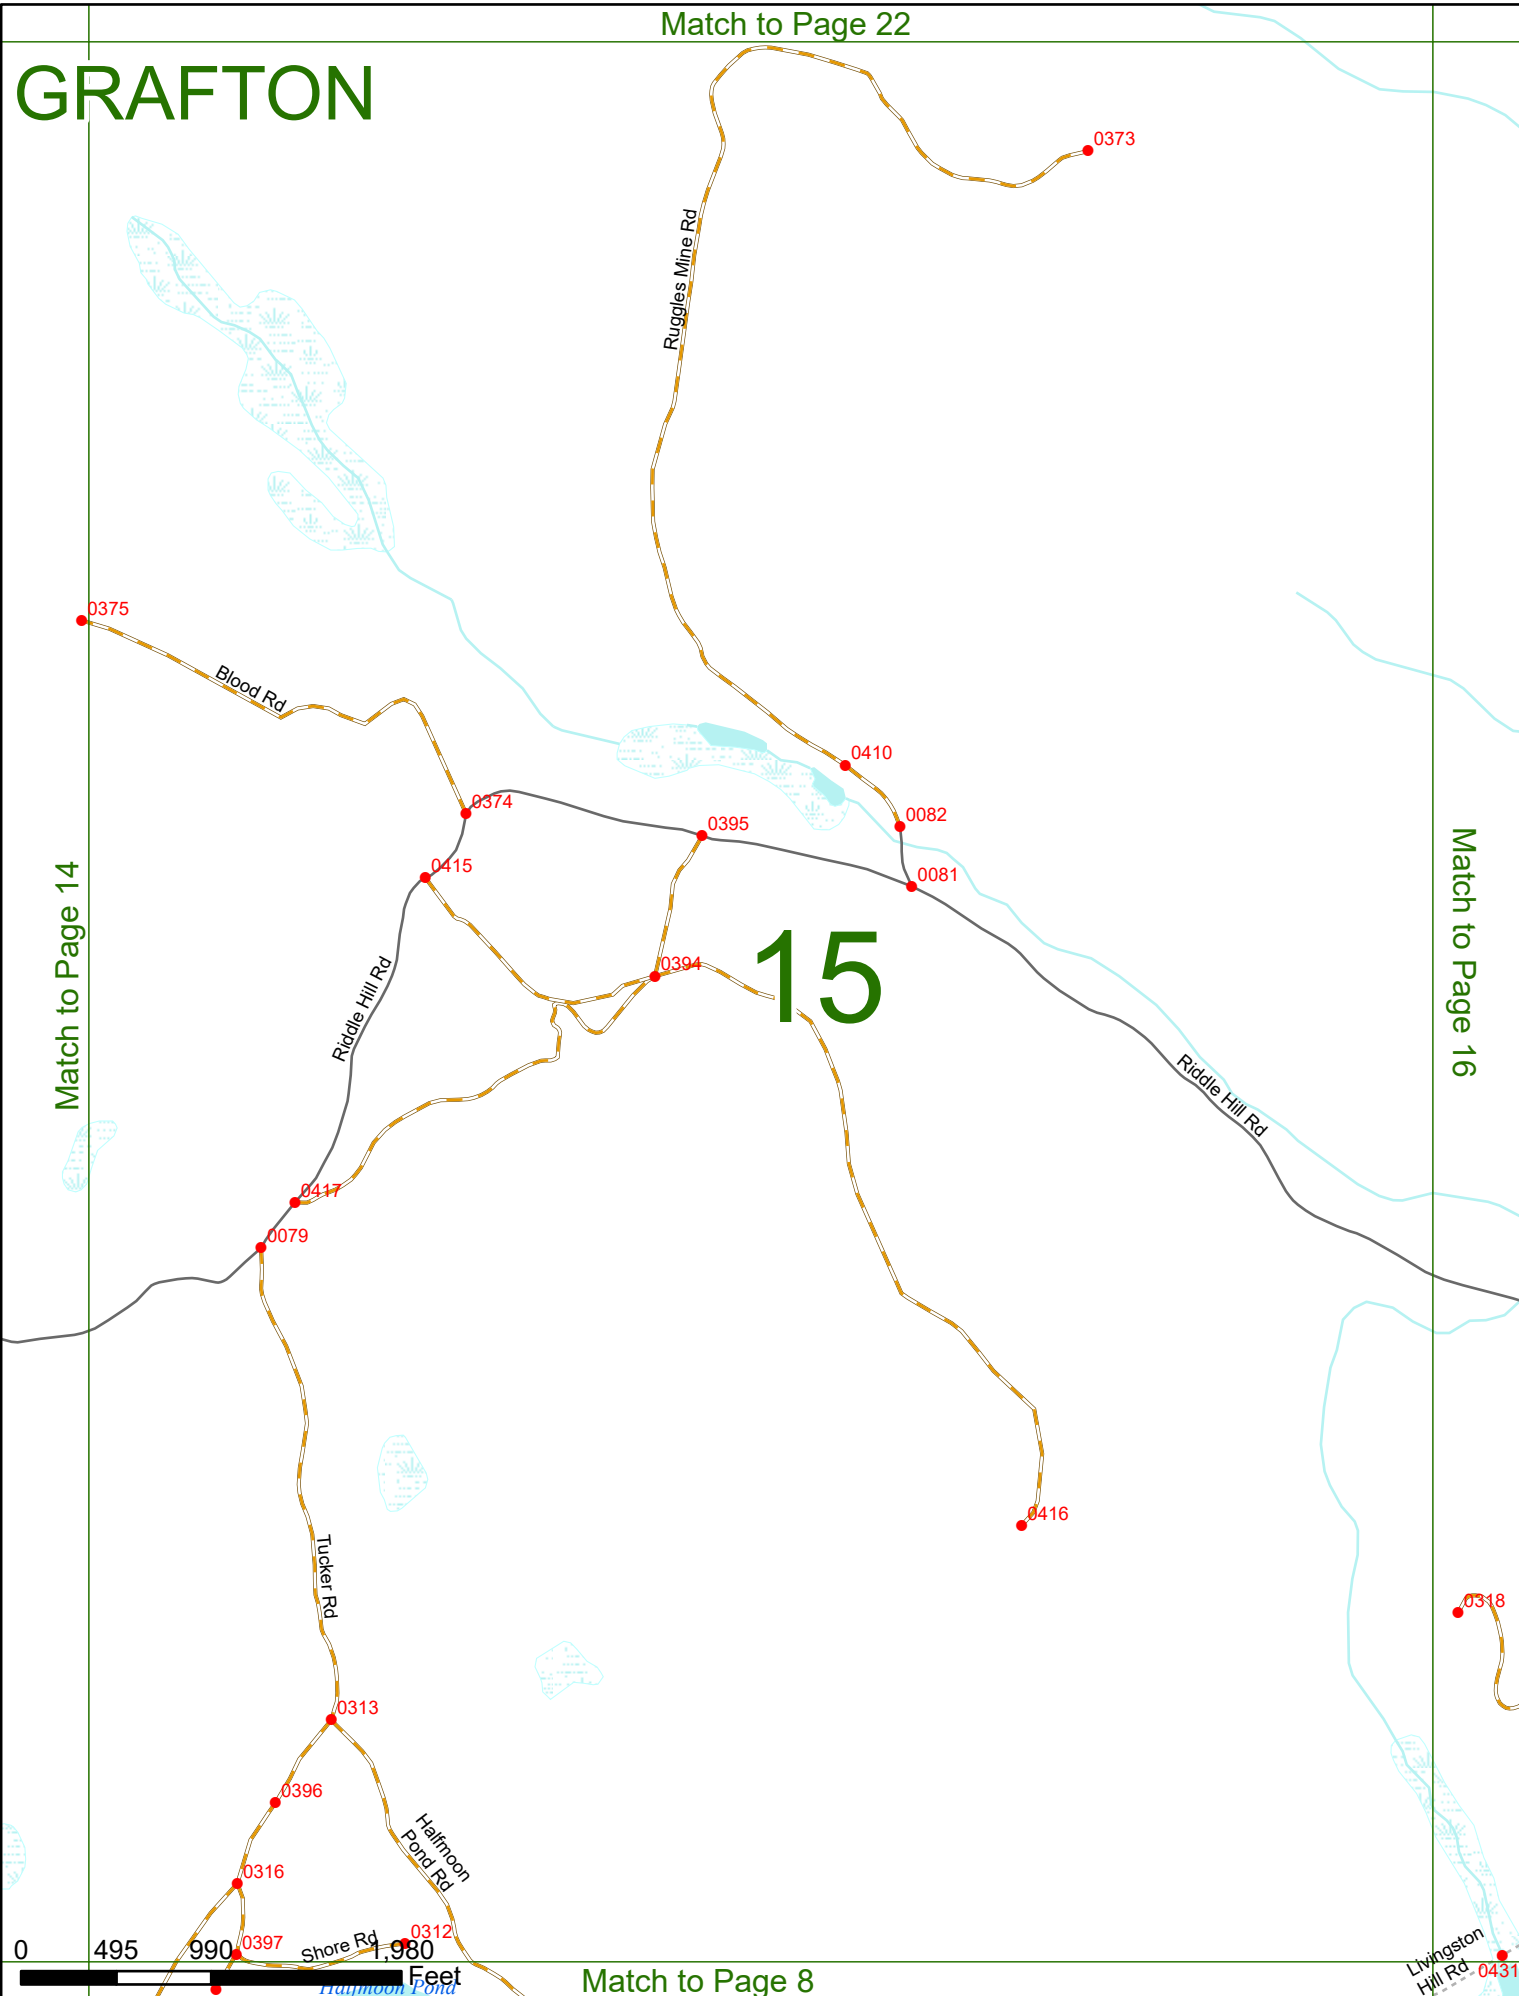 Match to Page 22
GRAFTON
0373
Ruggles Mine Rd
0375
Blood Rd
0410
0374
0082
0395
0415
0081
Match to Page 14
Match to Page 16
15
0394
Riddle Hill Rd
Riddle Hill Rd
0417
0079
0416
Tucker Rd
0318
0313
0396
Halfmoon
Pond Rd
0316
0312
0397
Shore Rd
0 495 990 1,980
Feet
Halfmoon Pond
Match to Page 8
Livingston
Hill Rd
0431